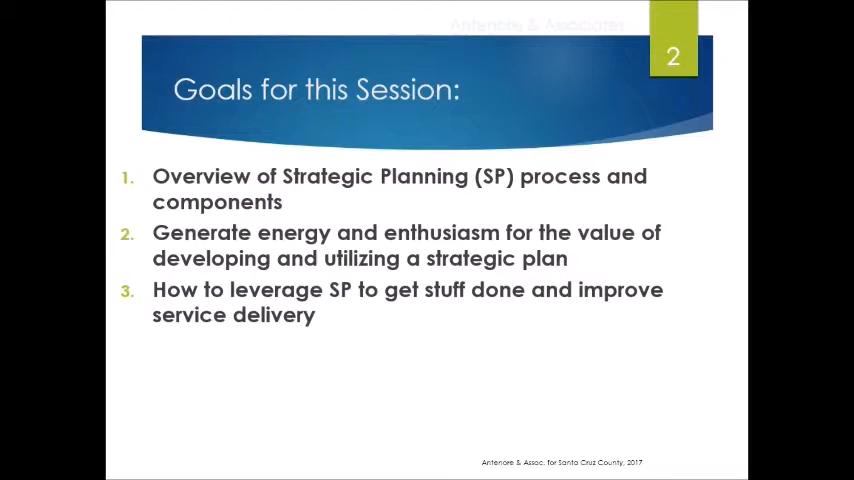 Antenore & Associates
2
Goals for this Session:
1. Overview of Strategic Planning (SP) process and
components
2. Generate energy and enthusiasm for the value of
developing and utilizing a strategic plan
3. How to leverage SP to get stuff done and improve
service delivery
Antenore & Assoc. for Santa Cruz County, 2017